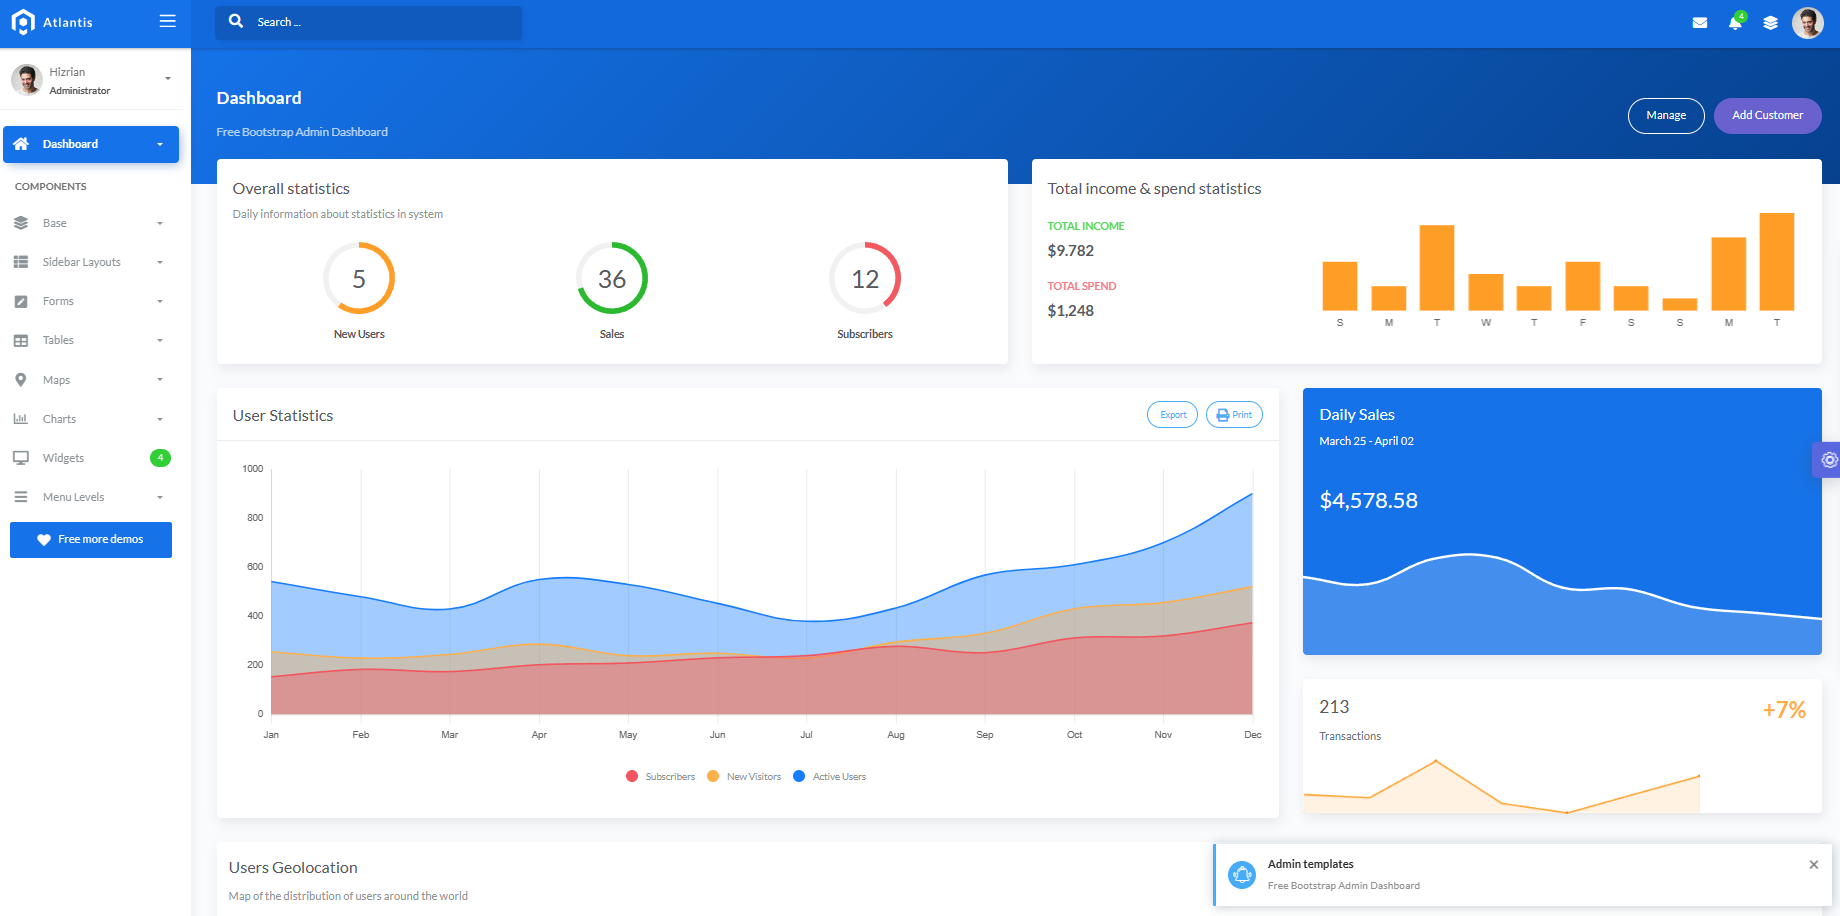 Atlantis
Search ...
4
Hizrian
Administrator
Dashboard
COMPONENTS
Base
Sidebar Layouts
Forms
Tables
Maps
Charts
Widgets 4
Menu Levels
Free more demos
Dashboard
Free Bootstrap Admin Dashboard
Manage
Add Customer
Overall statistics
Daily information about statistics in system
5
36
12
New Users
Sales
Subscribers
Total income & spend statistics
TOTAL INCOME
$9.782
TOTAL SPEND
$1,248
S M T W T F S S M T
User Statistics
Export
Print
1000
800
600
400
200
0
Jan Feb Mar Apr May Jun Jul Aug Sep Oct Nov Dec
Subscribers New Visitors Active Users
Daily Sales
March 25 - April 02
$4,578.58
213
+7%
Transactions
Users Geolocation
Map of the distribution of users around the world
Admin templates
Free Bootstrap Admin Dashboard